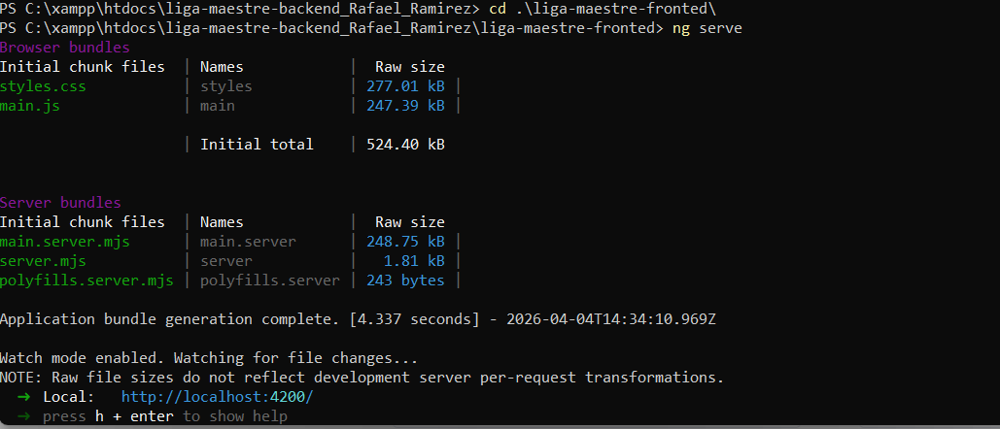 PS C:\xampp\htdocs\liga-maestre-backend_Rafael_Ramirez> cd .\liga-maestre-fronted\
PS C:\xampp\htdocs\liga-maestre-backend_Rafael_Ramirez\liga-maestre-fronted> ng serve
Browser bundles
Initial chunk files | Names | Raw size
styles.css | styles | 277.01 kB |
main.js | main | 247.39 kB |
| Initial total | 524.40 kB
Server bundles
Initial chunk files | Names | Raw size
main.server.mjs | main.server | 248.75 kB |
server.mjs | server | 1.81 kB |
polyfills.server.mjs | polyfills.server | 243 bytes |
Application bundle generation complete. [4.337 seconds] - 2026-04-04T14:34:10.969Z
Watch mode enabled. Watching for file changes...
NOTE: Raw file sizes do not reflect development server per-request transformations.
➜ Local: http://localhost:4200/
➜ press h + enter to show help